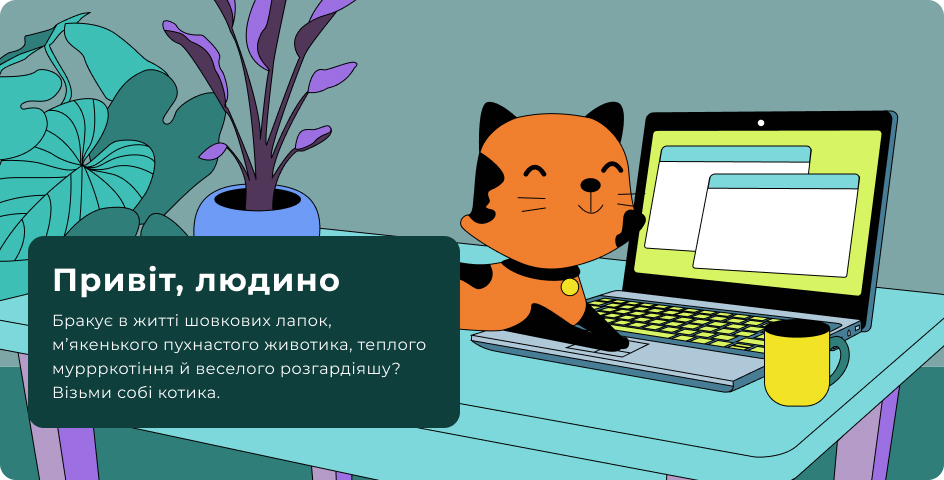 Привіт, людино
Бракує в житті шовкових лапок,
м’якенького пухнастого животика, теплого
муррркотіння й веселого розгардіяшу?
Візьми собі котика.